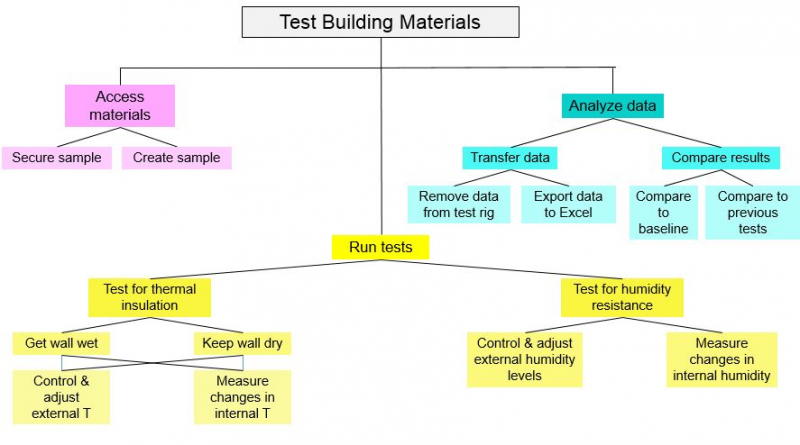 Test Building Materials
Access
materials
Analyze data
Secure sample
Create sample
Transfer data
Compare results
Remove data
from test rig
Export data
to Excel
Compare
to
baseline
Compare to
previous
tests
Run tests
Test for thermal
insulation
Test for humidity
resistance
Get wall wet
Keep wall dry
Control & adjust
external humidity
levels
Measure
changes in
internal humidity
Control &
adjust
external T
Measure
changes in
internal T